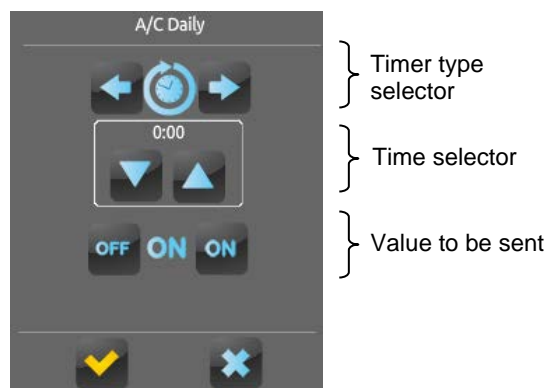 A/C Daily
Timer type
selector
0:00
Time selector
OFF ON ON
Value to be sent